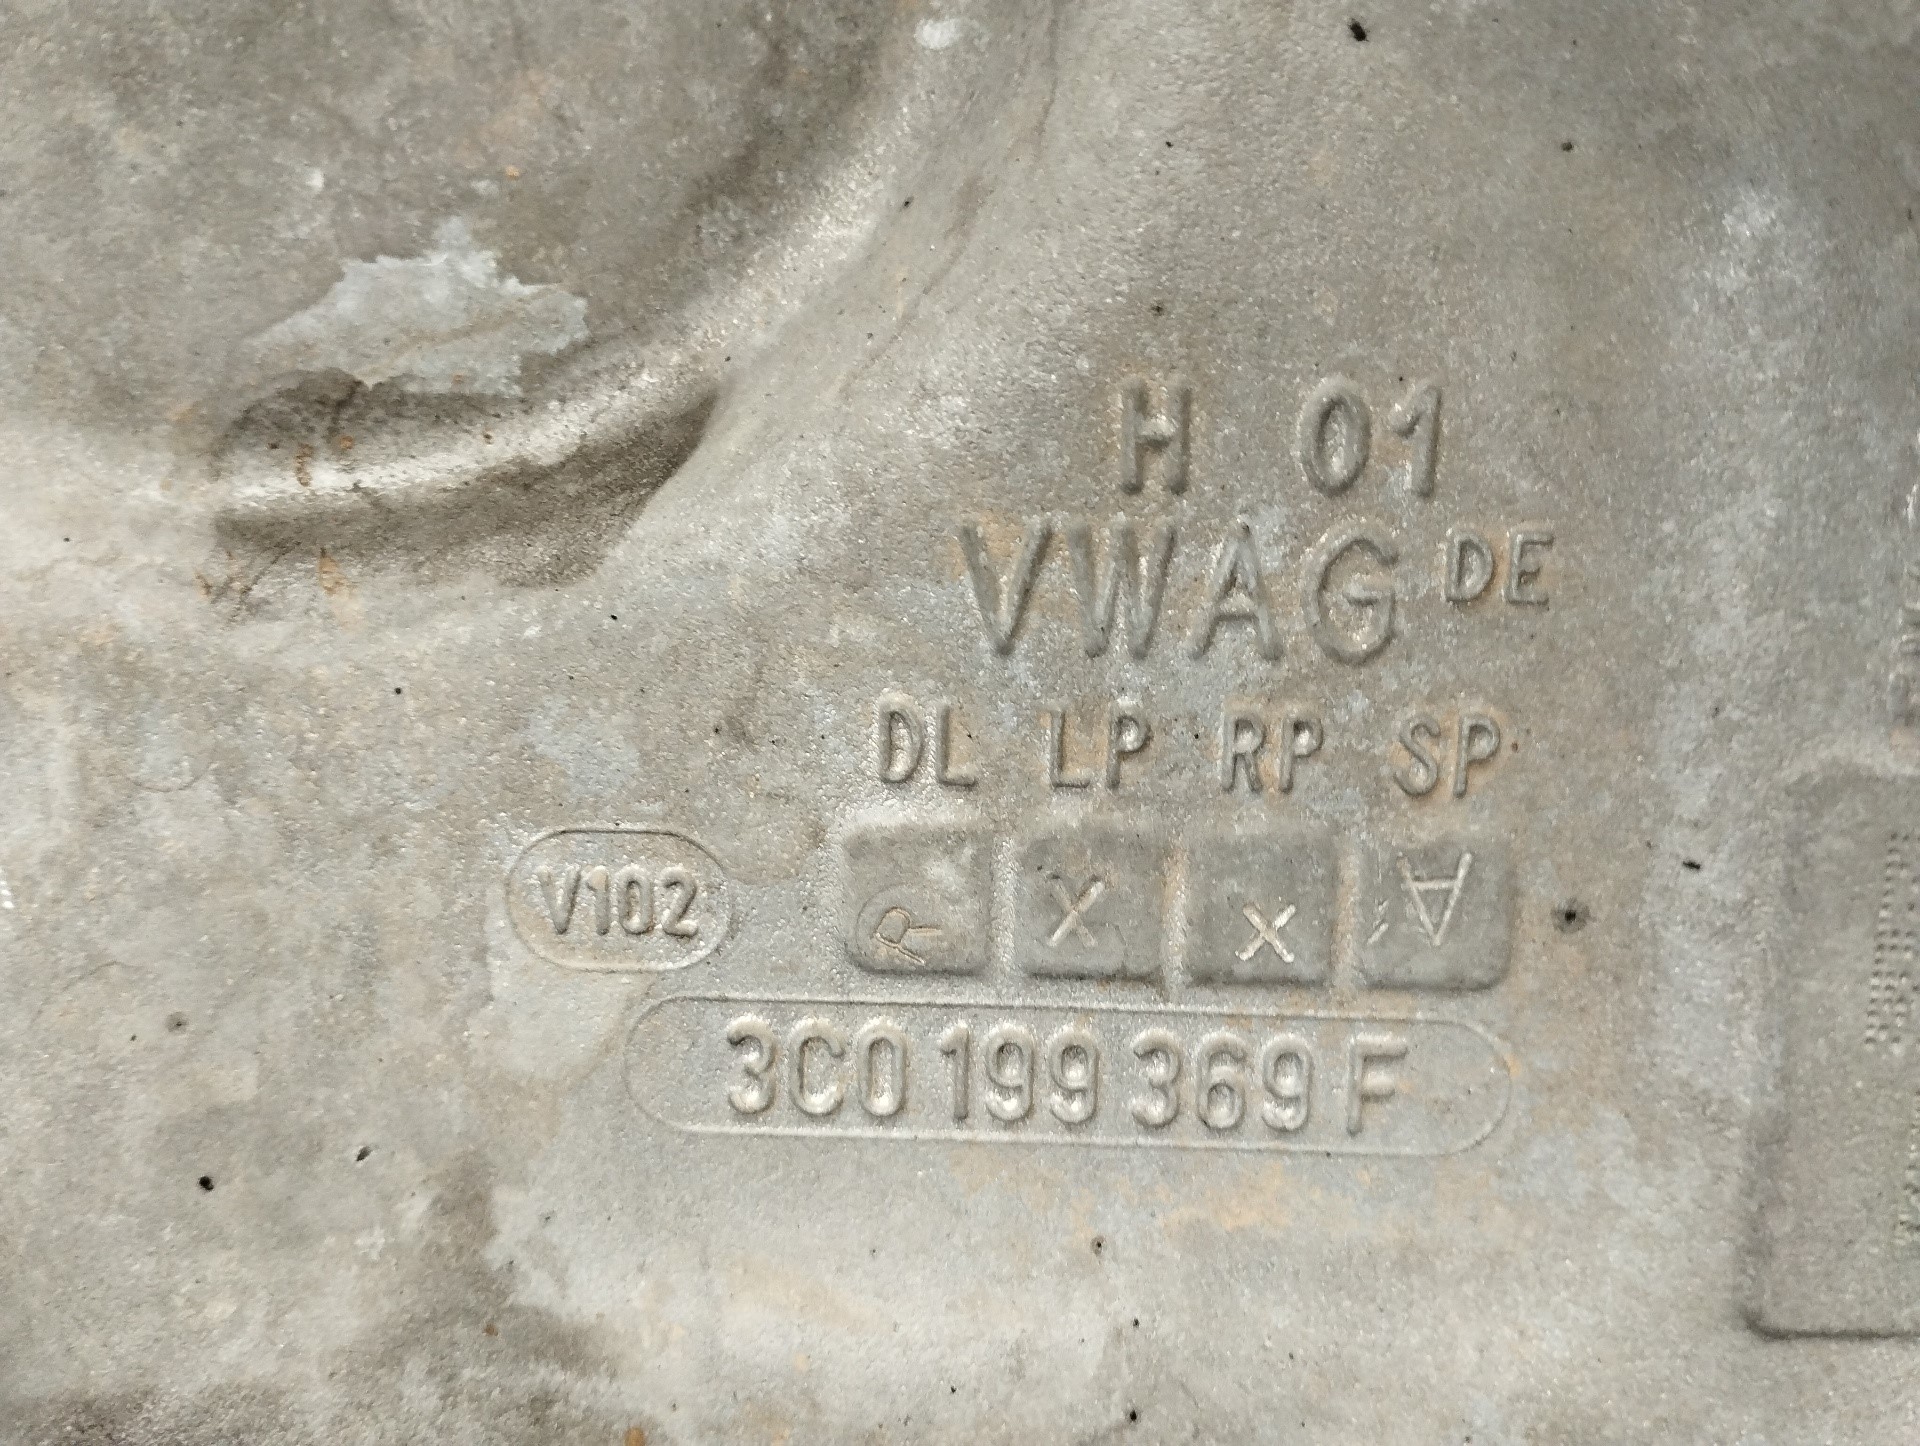 H 01
VWAG DE
DL LP RP SP
V102
R X X A
3C0 199 369 F